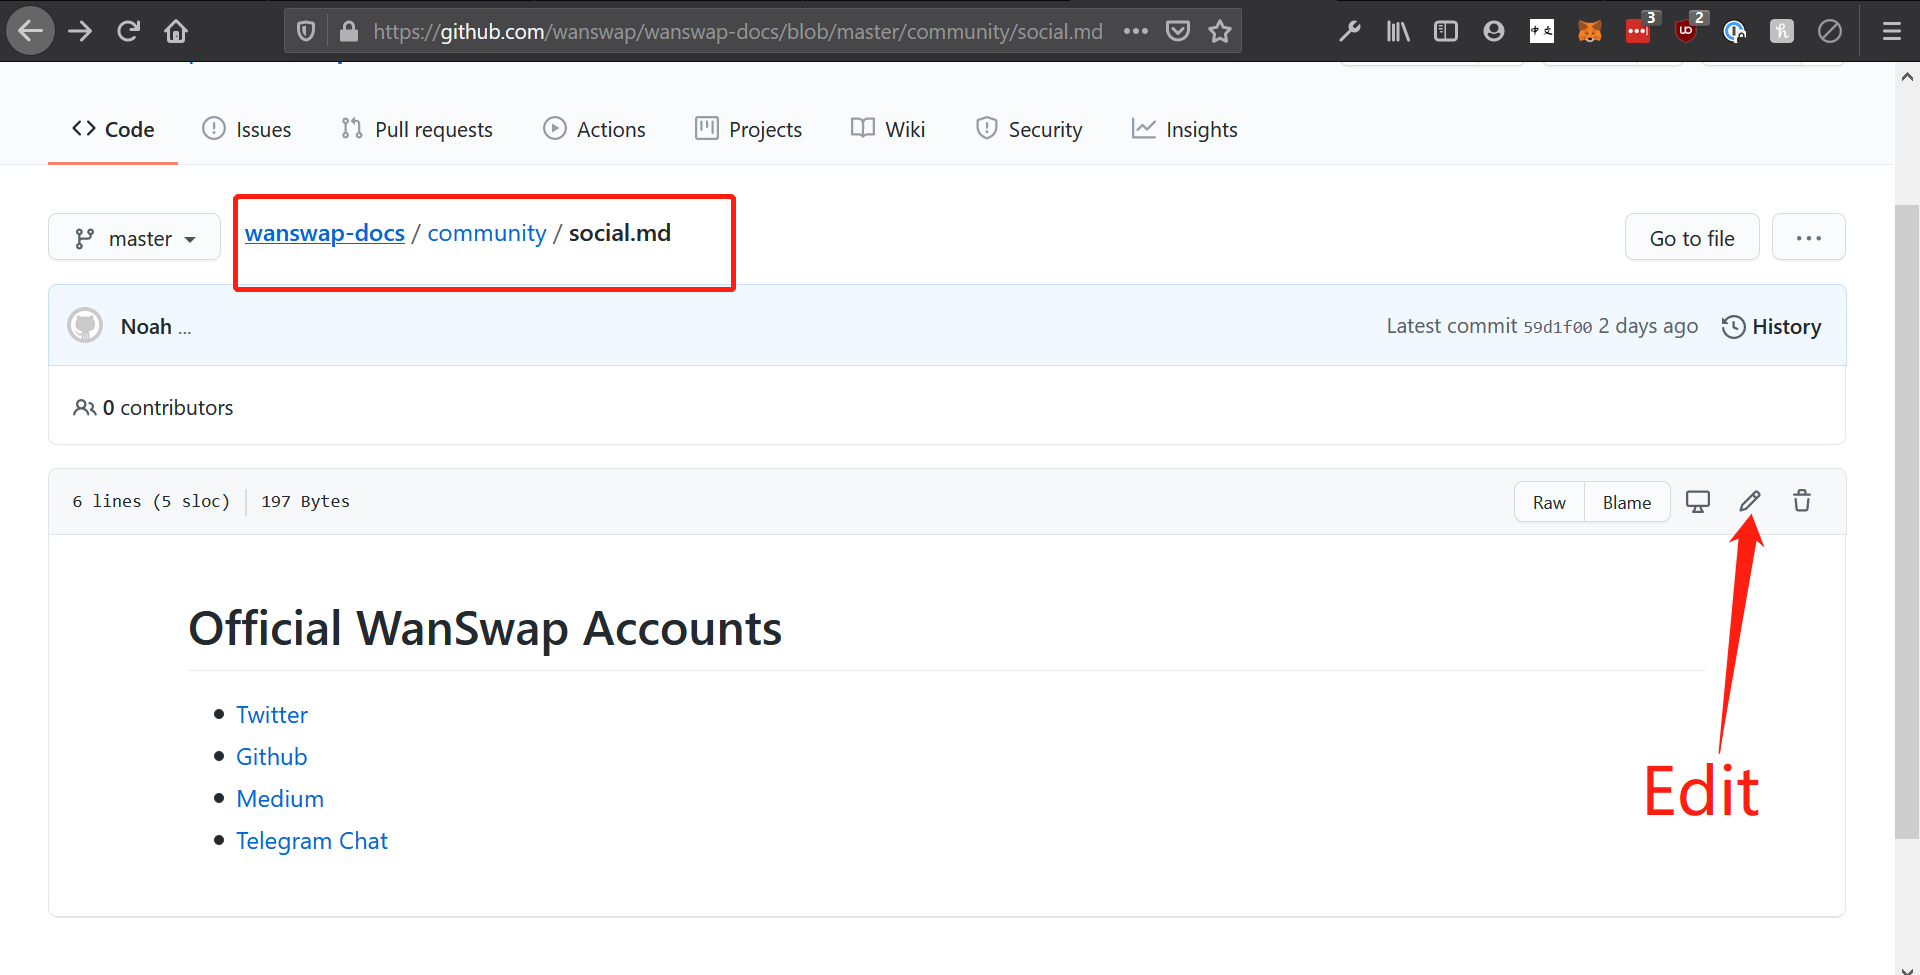 https://github.com/wanswap/wanswap-docs/blob/master/community/social.md
中文
3
2
Code
Issues
Pull requests
Actions
Projects
Wiki
Security
Insights
master
wanswap-docs / community / social.md
Go to file
Noah ...
Latest commit 59d1f00 2 days ago
History
0 contributors
6 lines (5 sloc)
197 Bytes
Raw
Blame
Official WanSwap Accounts
Twitter
Github
Medium
Telegram Chat
Edit